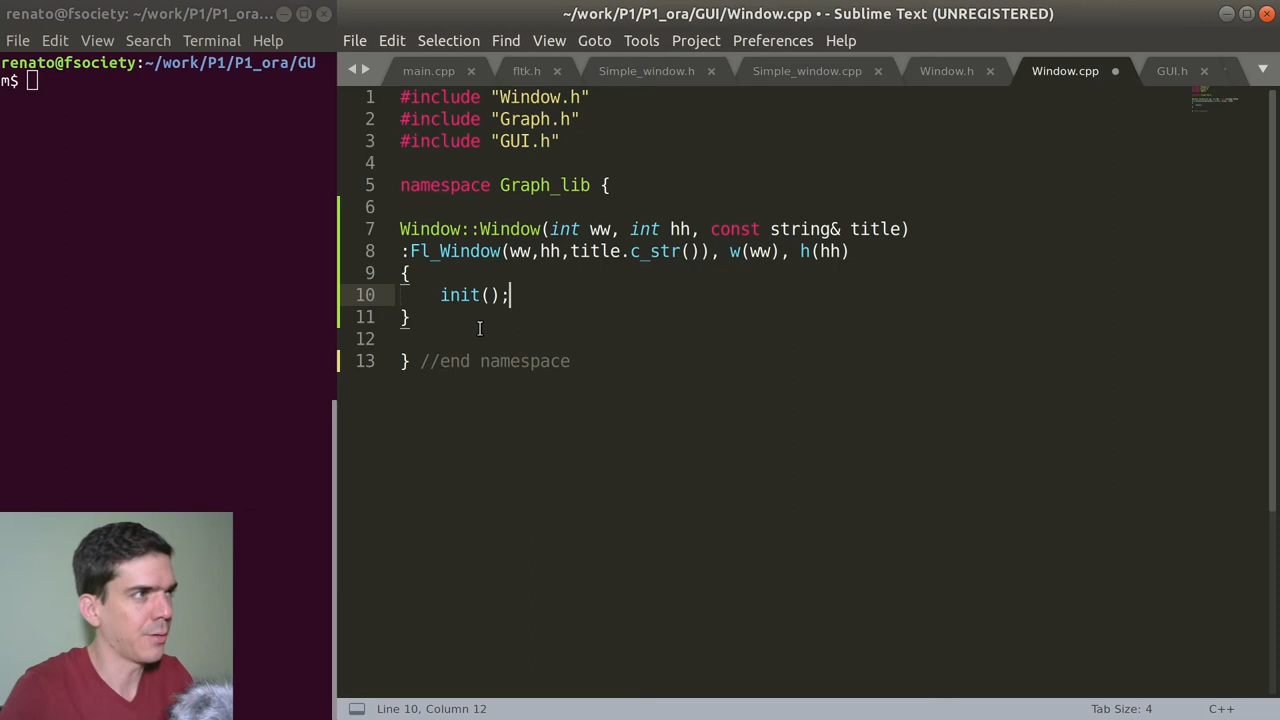 renato@fsociety: ~/work/P1/P1_ora...
File Edit View Search Terminal Help
renato@fsociety:~/work/P1/P1_ora/GU
m$
~/work/P1/P1_ora/GUI/Window.cpp • - Sublime Text (UNREGISTERED)
File Edit Selection Find View Goto Tools Project Preferences Help
main.cpp fltk.h Simple_window.h Simple_window.cpp Window.h Window.cpp GUI.h
1 #include "Window.h"
2 #include "Graph.h"
3 #include "GUI.h"
4
5 namespace Graph_lib {
6
7 Window::Window(int ww, int hh, const string& title)
8 :Fl_Window(ww,hh,title.c_str()), w(ww), h(hh)
9 {
10 init();
11 }
12
13 } //end namespace
Line 10, Column 12
Tab Size: 4
C++